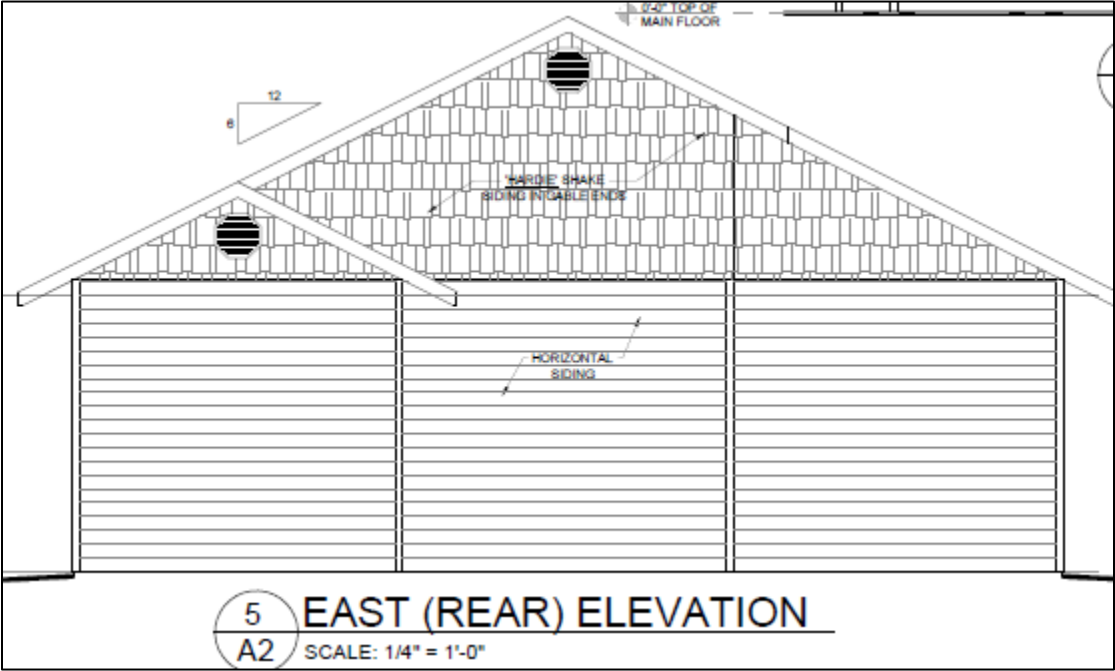 0'-0" TOP OF
MAIN FLOOR
12
6
'HARDIE' SHAKE
SIDING IN GABLE ENDS
HORIZONTAL
SIDING
5
A2
EAST (REAR) ELEVATION
SCALE: 1/4" = 1'-0"